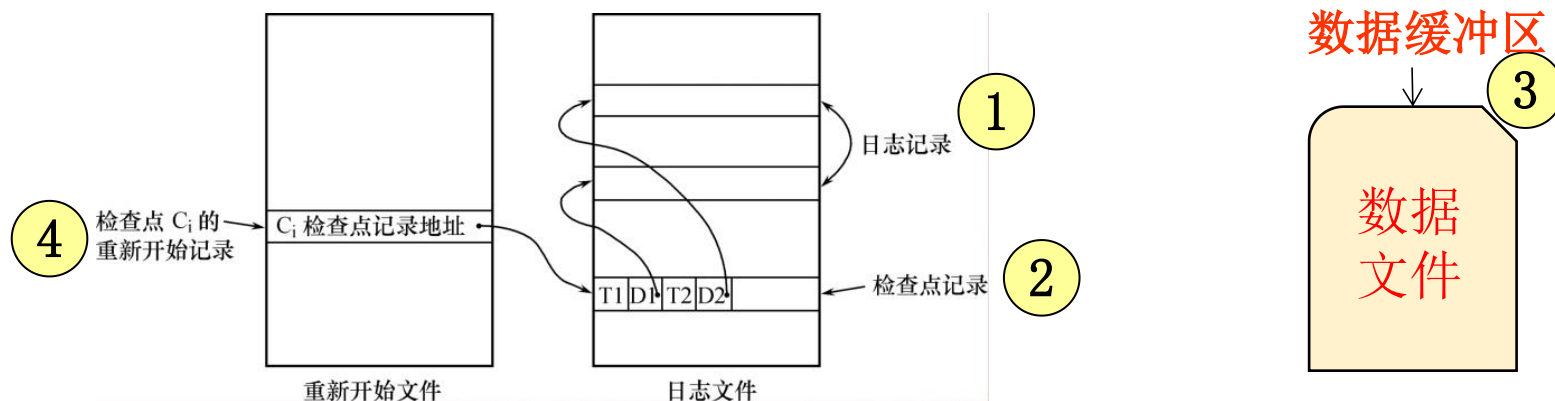 数据缓冲区
3
1
日志记录
4
检查点 Ci 的
重新开始记录
Ci 检查点记录地址
T1 D1 T2 D2
检查点记录
2
数据
文件
重新开始文件
日志文件